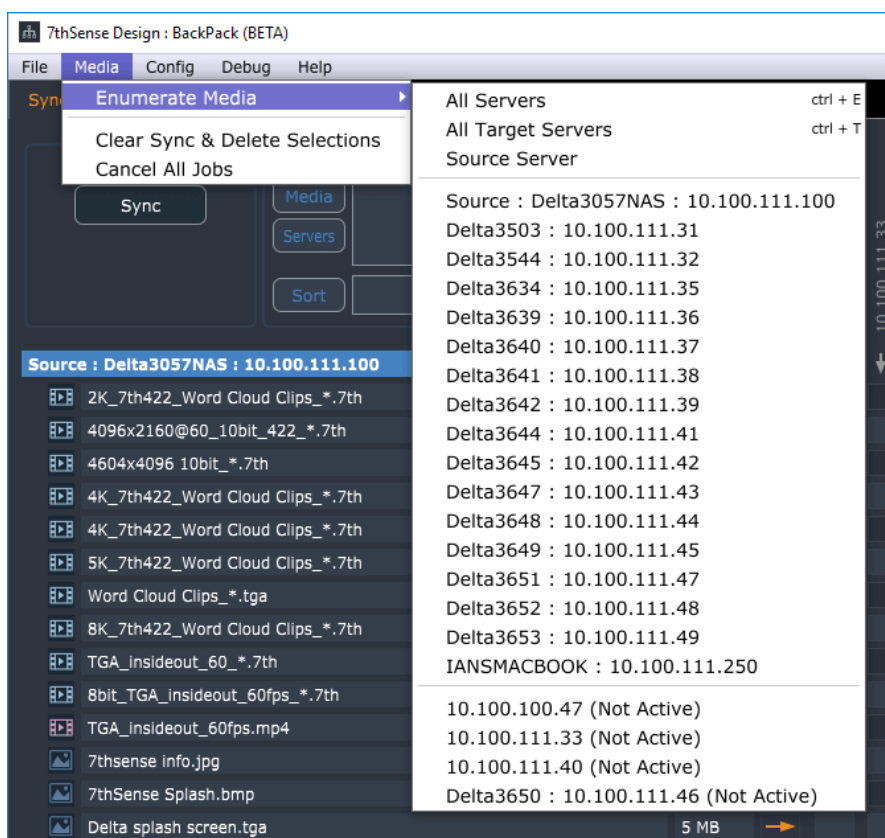 7thSense Design : BackPack (BETA)
File Media Config Debug Help
Enumerate Media
Clear Sync & Delete Selections
Cancel All Jobs
Sync
Media
Servers
Sort
All Servers ctrl + E
All Target Servers ctrl + T
Source Server
Source : Delta3057NAS : 10.100.111.100
Delta3503 : 10.100.111.31
Delta3544 : 10.100.111.32
Delta3634 : 10.100.111.35
Delta3639 : 10.100.111.36
Delta3640 : 10.100.111.37
Delta3641 : 10.100.111.38
Delta3642 : 10.100.111.39
Delta3644 : 10.100.111.41
Delta3645 : 10.100.111.42
Delta3647 : 10.100.111.43
Delta3648 : 10.100.111.44
Delta3649 : 10.100.111.45
Delta3651 : 10.100.111.47
Delta3652 : 10.100.111.48
Delta3653 : 10.100.111.49
IANSMACBOOK : 10.100.111.250
10.100.100.47 (Not Active)
10.100.111.33 (Not Active)
10.100.111.40 (Not Active)
Delta3650 : 10.100.111.46 (Not Active)
10.100.111.33
Source : Delta3057NAS : 10.100.111.100
2K_7th422_Word Cloud Clips_*.7th
4096x2160@60_10bit_422_*.7th
4604x4096 10bit_*.7th
4K_7th422_Word Cloud Clips_*.7th
4K_7th422_Word Cloud Clips_*.7th
5K_7th422_Word Cloud Clips_*.7th
Word Cloud Clips_*.tga
8K_7th422_Word Cloud Clips_*.7th
TGA_insideout_60_*.7th
8bit_TGA_insideout_60fps_*.7th
TGA_insideout_60fps.mp4
7thsense info.jpg
7thSense Splash.bmp
Delta splash screen.tga 5 MB